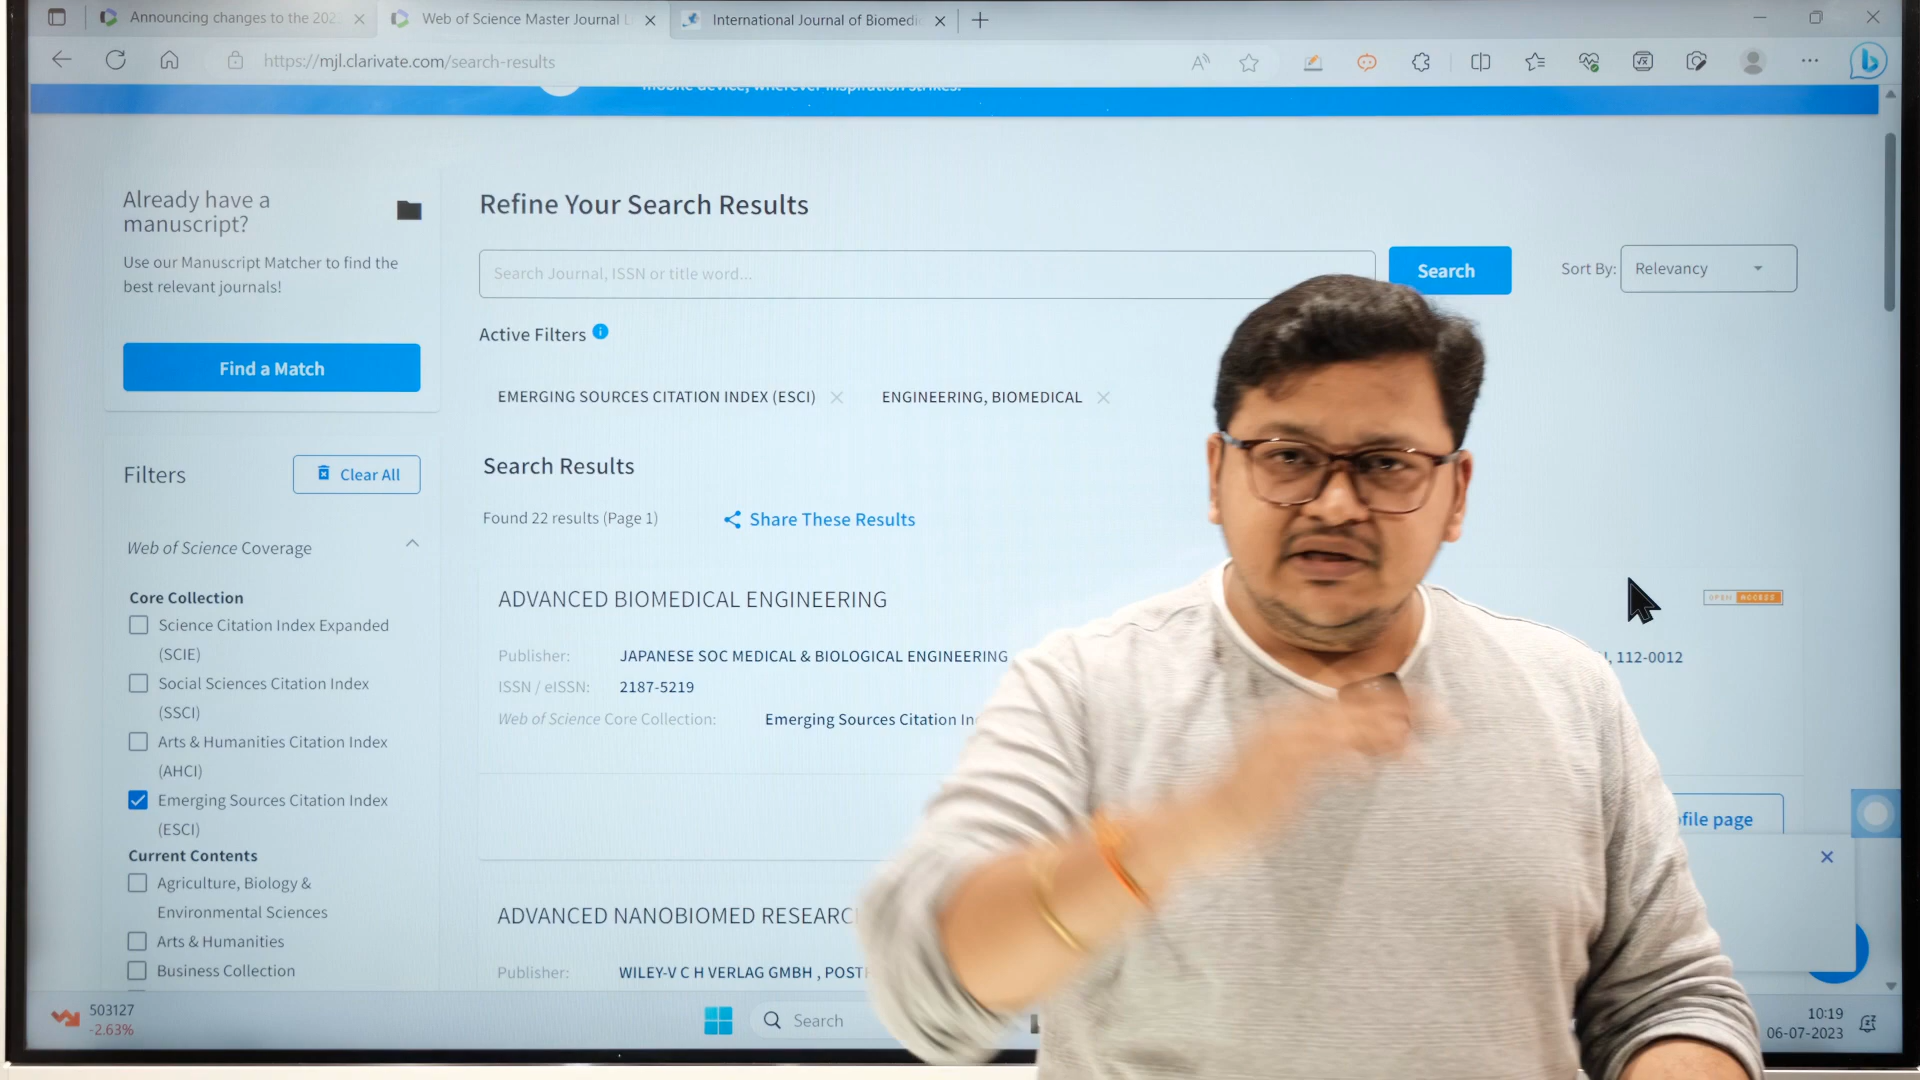 Announcing changes to the 202
Web of Science Master Journal L
International Journal of Biomedi
https://mjl.clarivate.com/search-results
mobile device, wherever inspiration strikes.
Already have a
manuscript?
Use our Manuscript Matcher to find the
best relevant journals!
Find a Match
Refine Your Search Results
Search Journal, ISSN or title word...
Search
Sort By:
Relevancy
Active Filters
EMERGING SOURCES CITATION INDEX (ESCI)
ENGINEERING, BIOMEDICAL
Filters
Clear All
Search Results
Found 22 results (Page 1)
Share These Results
Web of Science Coverage
Core Collection
Science Citation Index Expanded
(SCIE)
Social Sciences Citation Index
(SSCI)
Arts & Humanities Citation Index
(AHCI)
Emerging Sources Citation Index
(ESCI)
Current Contents
Agriculture, Biology &
Environmental Sciences
Arts & Humanities
Business Collection
ADVANCED BIOMEDICAL ENGINEERING
OPEN ACCESS
Publisher: JAPANESE SOC MEDICAL & BIOLOGICAL ENGINEERING
, 112-0012
ISSN / eISSN: 2187-5219
Web of Science Core Collection: Emerging Sources Citation In
file page
ADVANCED NANOBIOMED RESEARC
Publisher: WILEY-V C H VERLAG GMBH , POST
503127
-2.63%
Search
10:19
06-07-2023